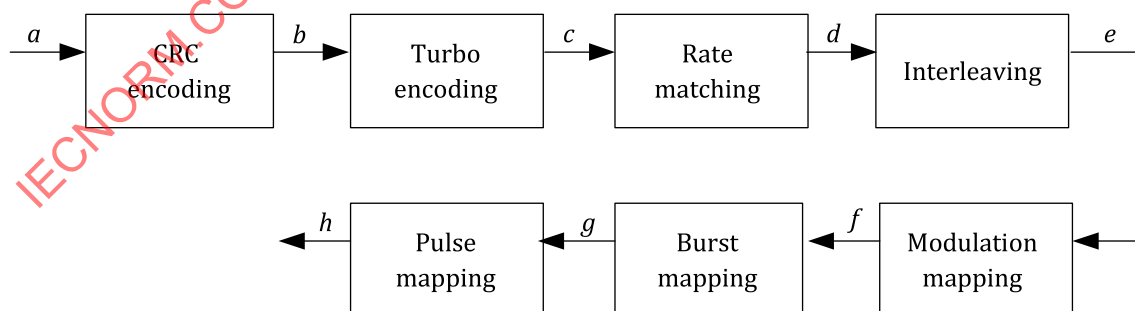 a
CRC
encoding
b
Turbo
encoding
c
Rate
matching
d
Interleaving
e
h
Pulse
mapping
g
Burst
mapping
f
Modulation
mapping
IECNORM.CO